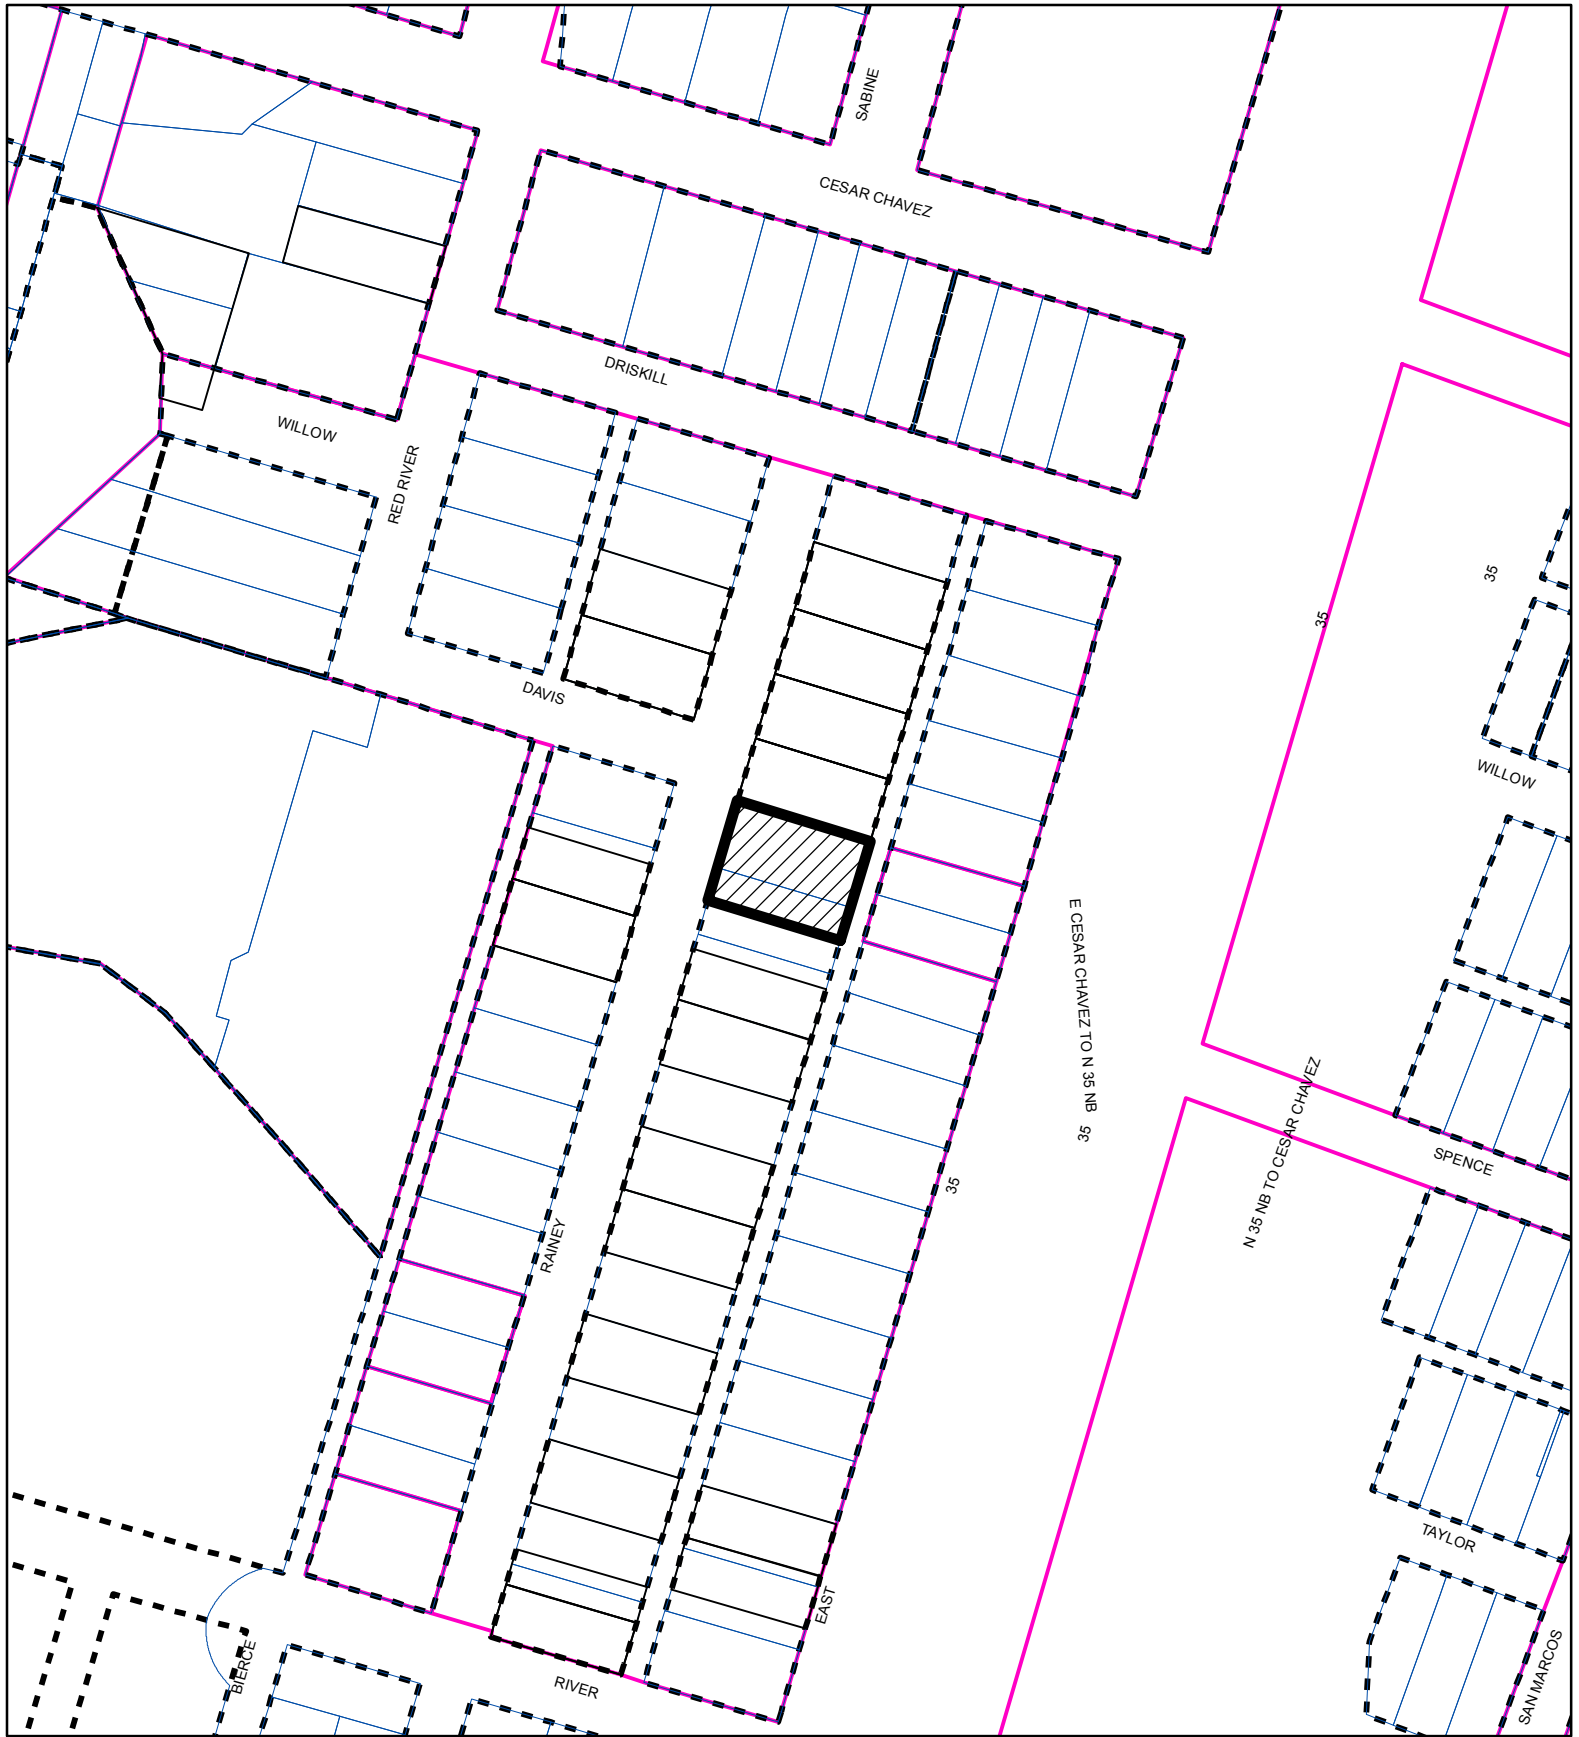 SABINE
CESAR CHAVEZ
DRISKILL
WILLOW
RED RIVER
35
35
DAVIS
WILLOW
E CESAR CHAVEZ TO N 35 NB
35
N 35 NB TO CESAR CHAVEZ
SPENCE
35
RAINEY
TAYLOR
EAST
BIERCE
RIVER
SAN MARCOS